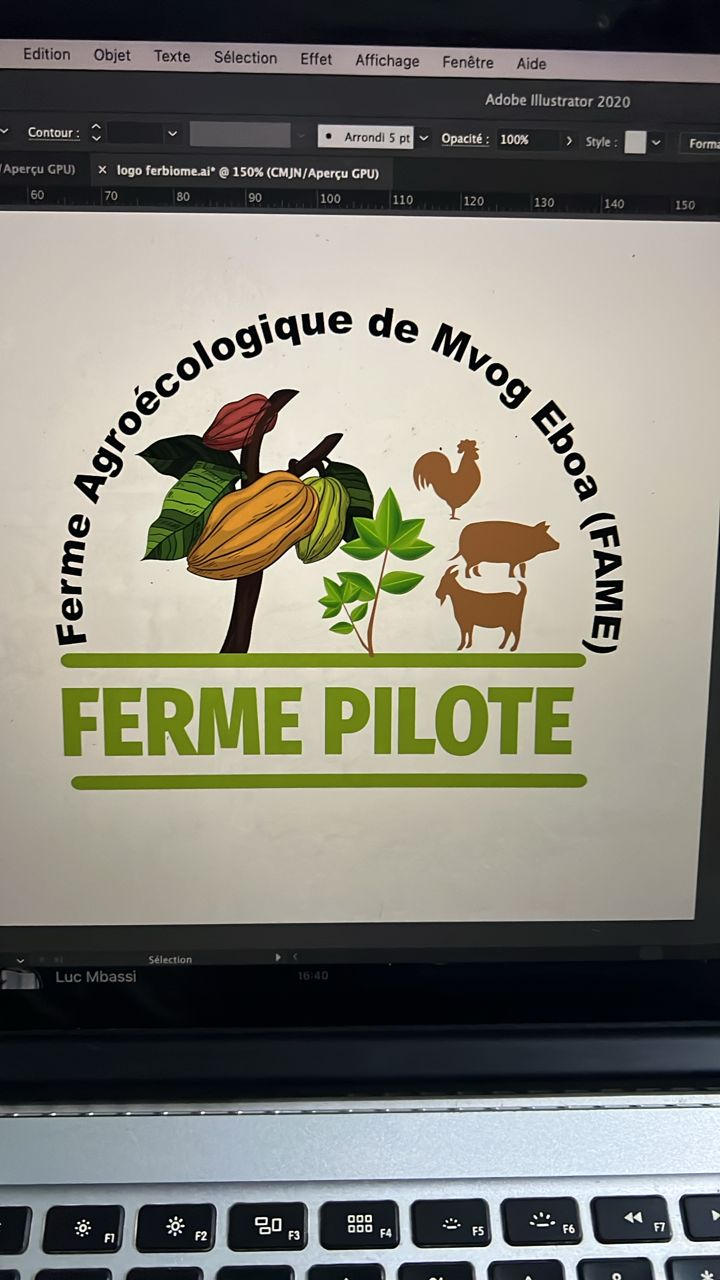 Edition Objet Texte Sélection Effet Affichage Fenêtre Aide
Adobe Illustrator 2020
Contour : Arrondi 5 pt Opacité : 100% Style :
/Aperçu GPU) × logo ferbiome.ai* @ 150% (CMJN/Aperçu GPU)
60 70 80 90 100 110 120 130 140 150
Ferme Agroécologique de Mvog Eboa (FAME)
FERME PILOTE
Sélection
Luc Mbassi 16:40
F1 F2 F3 F4 F5 F6 F7